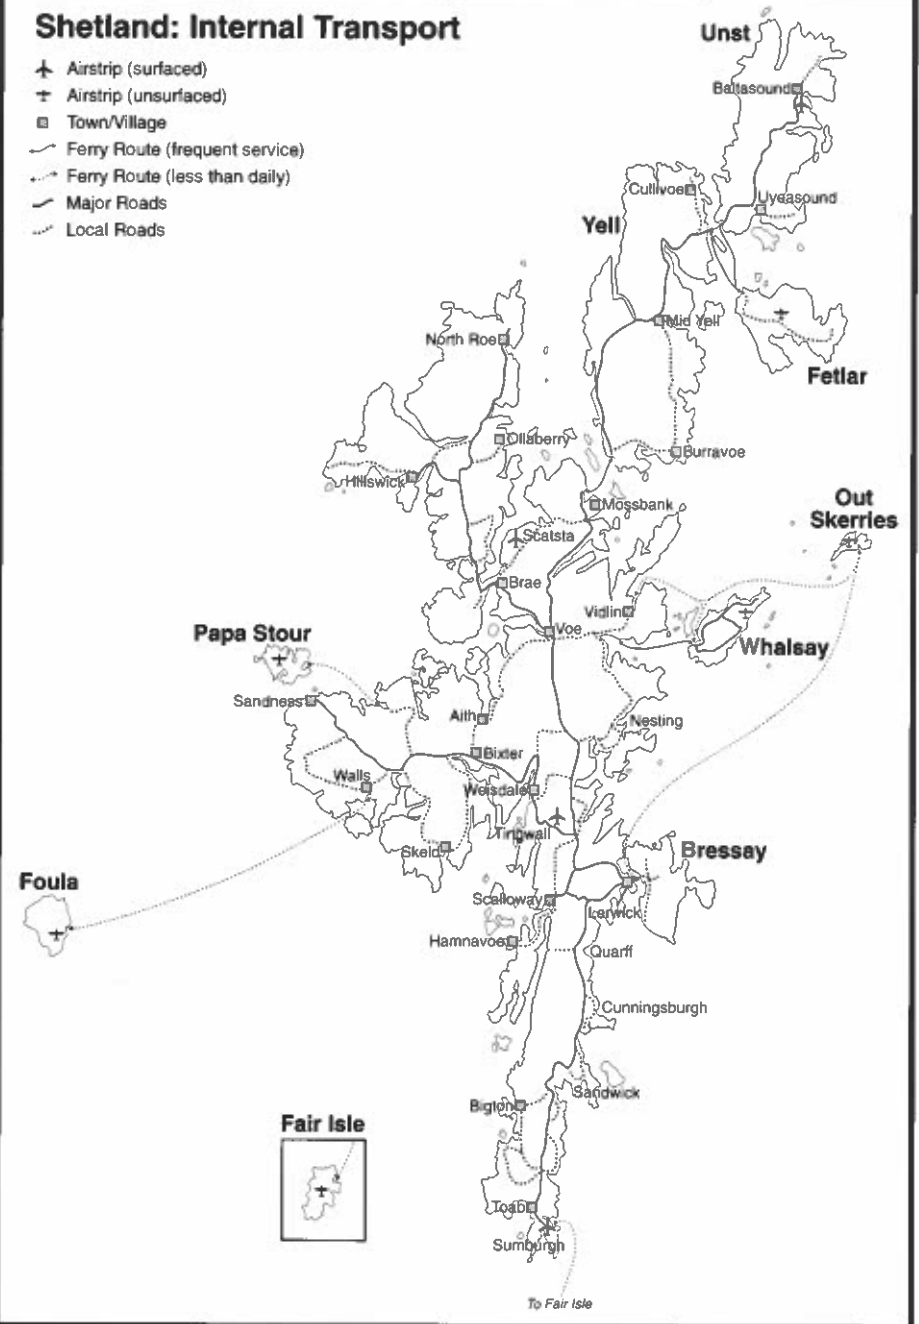 Shetland: Internal Transport
Airstrip (surfaced)
Airstrip (unsurfaced)
Town/Village
Ferry Route (frequent service)
Ferry Route (less than daily)
Major Roads
Local Roads
Unst
Baltasound
Cullivoe
Uyeasound
Yell
Mid Yell
North Roe
Fetlar
Ollaberry
Burravoe
Hillswick
Mossbank
Out
Skerries
Scatsta
Brae
Vidlin
Voe
Papa Stour
Whalsay
Sandness
Aith
Nesting
Bixter
Walls
Weisdale
Tingwall
Skeld
Bressay
Foula
Scalloway
Lerwick
Hamnavoe
Quarff
Cunningsburgh
Sandwick
Bigton
Fair Isle
Toab
Sumburgh
To Fair Isle